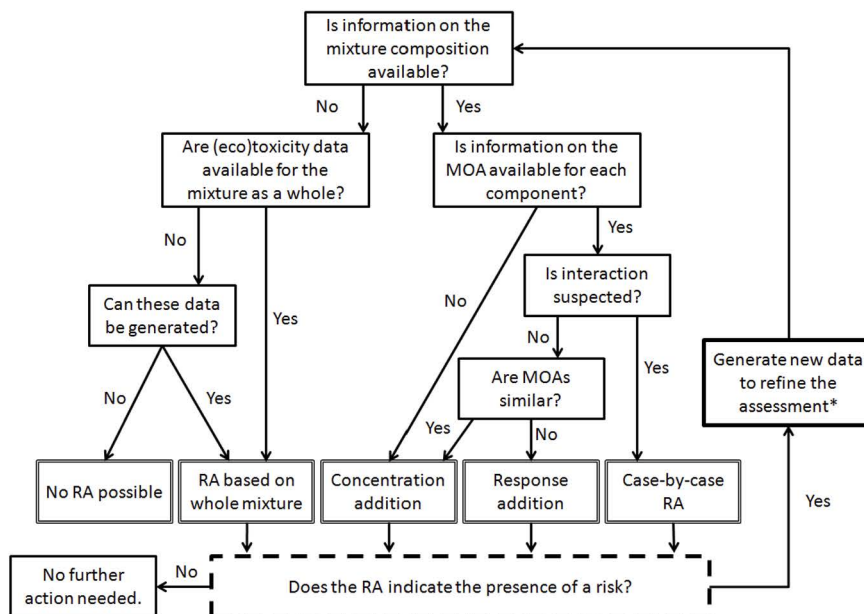 Is information on the
mixture composition
available?
No
Yes
Are (eco)toxicity data
available for the
mixture as a whole?
Is information on the
MOA available for each
component?
No
Yes
Is interaction
suspected?
Can these data
be generated?
Yes
No
No
Yes
Generate new data
to refine the
assessment*
Are MOAs
similar?
No
Yes
Yes
No
No RA possible
RA based on
whole mixture
Concentration
addition
Response
addition
Case-by-case
RA
Yes
No further
action needed.
No
Does the RA indicate the presence of a risk?